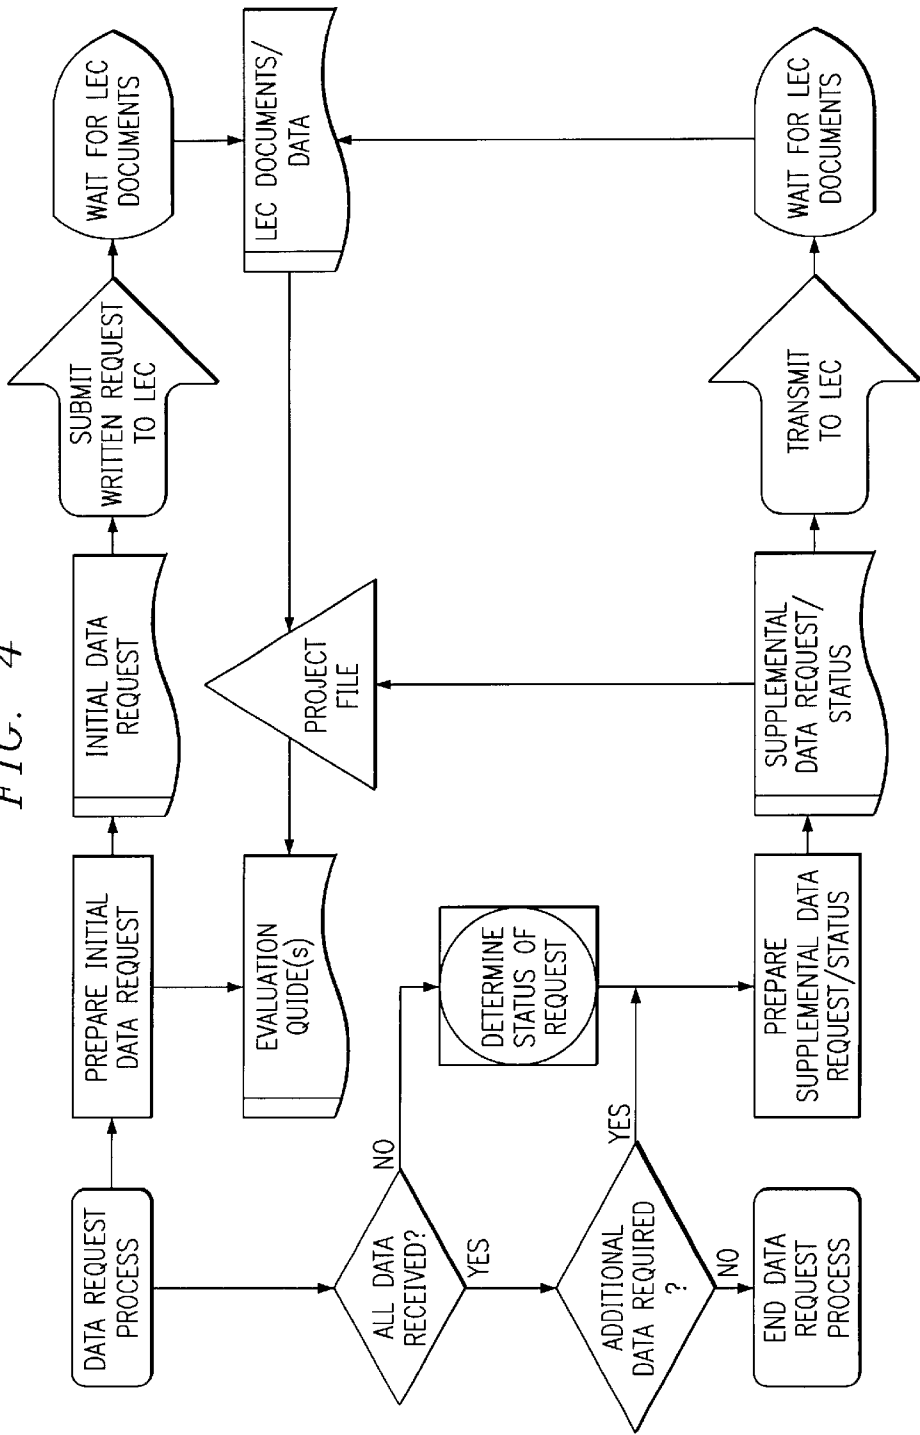 FIG. 4
DATA REQUEST
PROCESS
PREPARE INITIAL
DATA REQUEST
INITIAL DATA
REQUEST
SUBMIT
WRITTEN REQUEST
TO LEC
WAIT FOR LEC
DOCUMENTS
EVALUATION
QUIDE(s)
PROJECT
FILE
LEC DOCUMENTS/
DATA
ALL DATA
RECEIVED?
NO
YES
DETERMINE
STATUS OF
REQUEST
ADDITIONAL
DATA REQUIRED
?
YES
NO
END DATA
REQUEST
PROCESS
PREPARE
SUPPLEMENTAL DATA
REQUEST/STATUS
SUPPLEMENTAL
DATA REQUEST/
STATUS
TRANSMIT
TO LEC
WAIT FOR LEC
DOCUMENTS